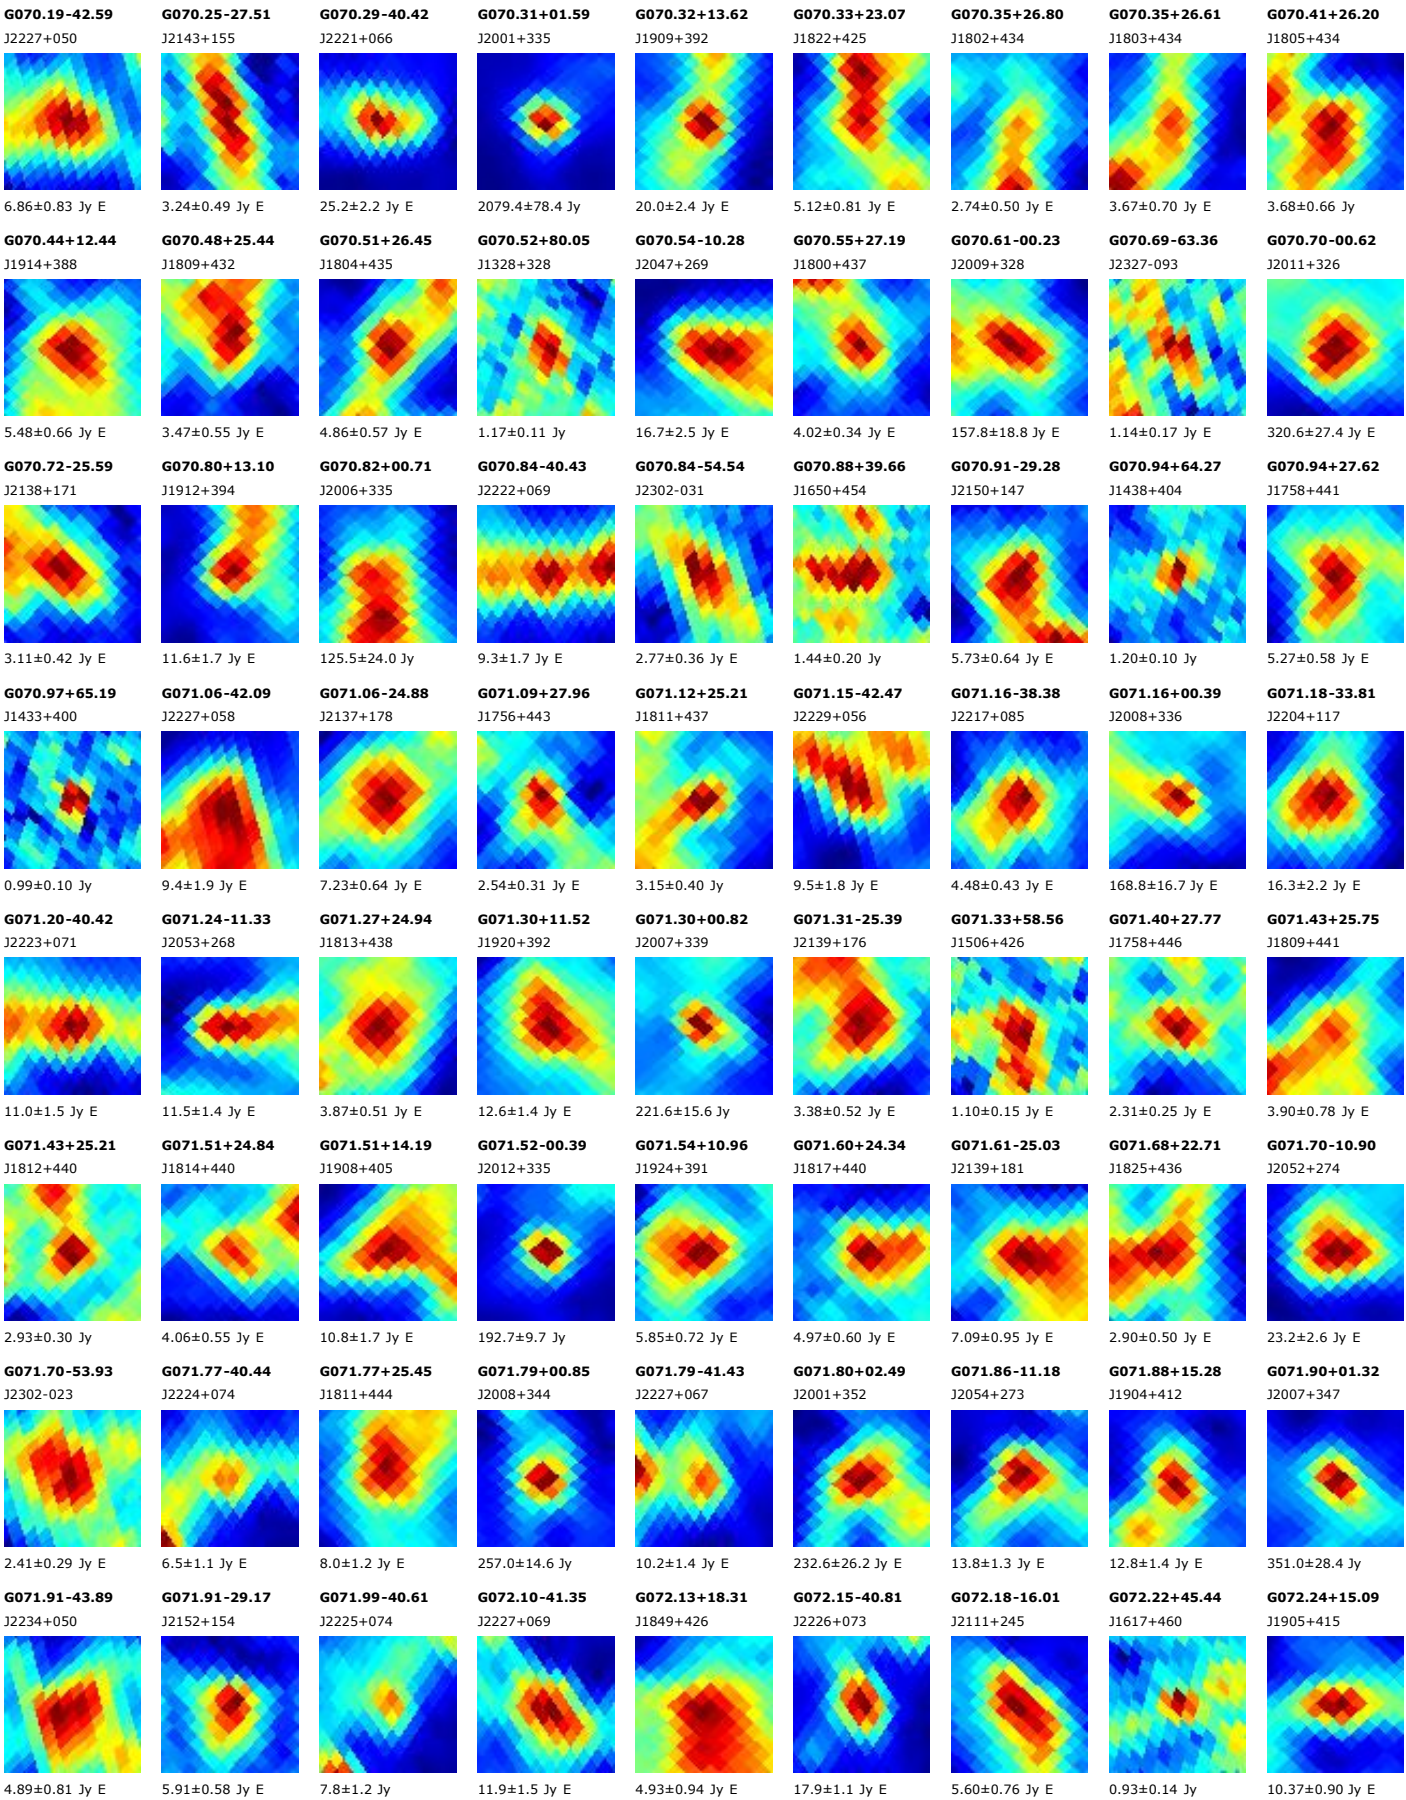 G070.19-42.59 G070.25-27.51 G070.29-40.42 G070.31+01.59 G070.32+13.62 G070.33+23.07 G070.35+26.80 G070.35+26.61 G070.41+26.20
J2227+050 J2143+155 J2221+066 J2001+335 J1909+392 J1822+425 J1802+434 J1803+434 J1805+434
6.86±0.83 Jy E 3.24±0.49 Jy E 25.2±2.2 Jy E 2079.4±78.4 Jy 20.0±2.4 Jy E 5.12±0.81 Jy E 2.74±0.50 Jy E 3.67±0.70 Jy E 3.68±0.66 Jy
G070.44+12.44 G070.48+25.44 G070.51+26.45 G070.52+80.05 G070.54-10.28 G070.55+27.19 G070.61-00.23 G070.69-63.36 G070.70-00.62
J1914+388 J1809+432 J1804+435 J1328+328 J2047+269 J1800+437 J2009+328 J2327-093 J2011+326
5.48±0.66 Jy E 3.47±0.55 Jy E 4.86±0.57 Jy E 1.17±0.11 Jy 16.7±2.5 Jy E 4.02±0.34 Jy E 157.8±18.8 Jy E 1.14±0.17 Jy E 320.6±27.4 Jy E
G070.72-25.59 G070.80+13.10 G070.82+00.71 G070.84-40.43 G070.84-54.54 G070.88+39.66 G070.91-29.28 G070.94+64.27 G070.94+27.62
J2138+171 J1912+394 J2006+335 J2222+069 J2302-031 J1650+454 J2150+147 J1438+404 J1758+441
3.11±0.42 Jy E 11.6±1.7 Jy E 125.5±24.0 Jy 9.3±1.7 Jy E 2.77±0.36 Jy E 1.44±0.20 Jy 5.73±0.64 Jy E 1.20±0.10 Jy 5.27±0.58 Jy E
G070.97+65.19 G071.06-42.09 G071.06-24.88 G071.09+27.96 G071.12+25.21 G071.15-42.47 G071.16-38.38 G071.16+00.39 G071.18-33.81
J1433+400 J2227+058 J2137+178 J1756+443 J1811+437 J2229+056 J2217+085 J2008+336 J2204+117
0.99±0.10 Jy 9.4±1.9 Jy E 7.23±0.64 Jy E 2.54±0.31 Jy E 3.15±0.40 Jy 9.5±1.8 Jy E 4.48±0.43 Jy E 168.8±16.7 Jy E 16.3±2.2 Jy E
G071.20-40.42 G071.24-11.33 G071.27+24.94 G071.30+11.52 G071.30+00.82 G071.31-25.39 G071.33+58.56 G071.40+27.77 G071.43+25.75
J2223+071 J2053+268 J1813+438 J1920+392 J2007+339 J2139+176 J1506+426 J1758+446 J1809+441
11.0±1.5 Jy E 11.5±1.4 Jy E 3.87±0.51 Jy E 12.6±1.4 Jy E 221.6±15.6 Jy 3.38±0.52 Jy E 1.10±0.15 Jy E 2.31±0.25 Jy E 3.90±0.78 Jy E
G071.43+25.21 G071.51+24.84 G071.51+14.19 G071.52-00.39 G071.54+10.96 G071.60+24.34 G071.61-25.03 G071.68+22.71 G071.70-10.90
J1812+440 J1814+440 J1908+405 J2012+335 J1924+391 J1817+440 J2139+181 J1825+436 J2052+274
2.93±0.30 Jy 4.06±0.55 Jy E 10.8±1.7 Jy E 192.7±9.7 Jy 5.85±0.72 Jy E 4.97±0.60 Jy E 7.09±0.95 Jy E 2.90±0.50 Jy E 23.2±2.6 Jy E
G071.70-53.93 G071.77-40.44 G071.77+25.45 G071.79+00.85 G071.79-41.43 G071.80+02.49 G071.86-11.18 G071.88+15.28 G071.90+01.32
J2302-023 J2224+074 J1811+444 J2008+344 J2227+067 J2001+352 J2054+273 J1904+412 J2007+347
2.41±0.29 Jy E 6.5±1.1 Jy E 8.0±1.2 Jy E 257.0±14.6 Jy 10.2±1.4 Jy E 232.6±26.2 Jy E 13.8±1.3 Jy E 12.8±1.4 Jy E 351.0±28.4 Jy
G071.91-43.89 G071.91-29.17 G071.99-40.61 G072.10-41.35 G072.13+18.31 G072.15-40.81 G072.18-16.01 G072.22+45.44 G072.24+15.09
J2234+050 J2152+154 J2225+074 J2227+069 J1849+426 J2226+073 J2111+245 J1617+460 J1905+415
4.89±0.81 Jy E 5.91±0.58 Jy E 7.8±1.2 Jy 11.9±1.5 Jy E 4.93±0.94 Jy E 17.9±1.1 Jy E 5.60±0.76 Jy E 0.93±0.14 Jy 10.37±0.90 Jy E